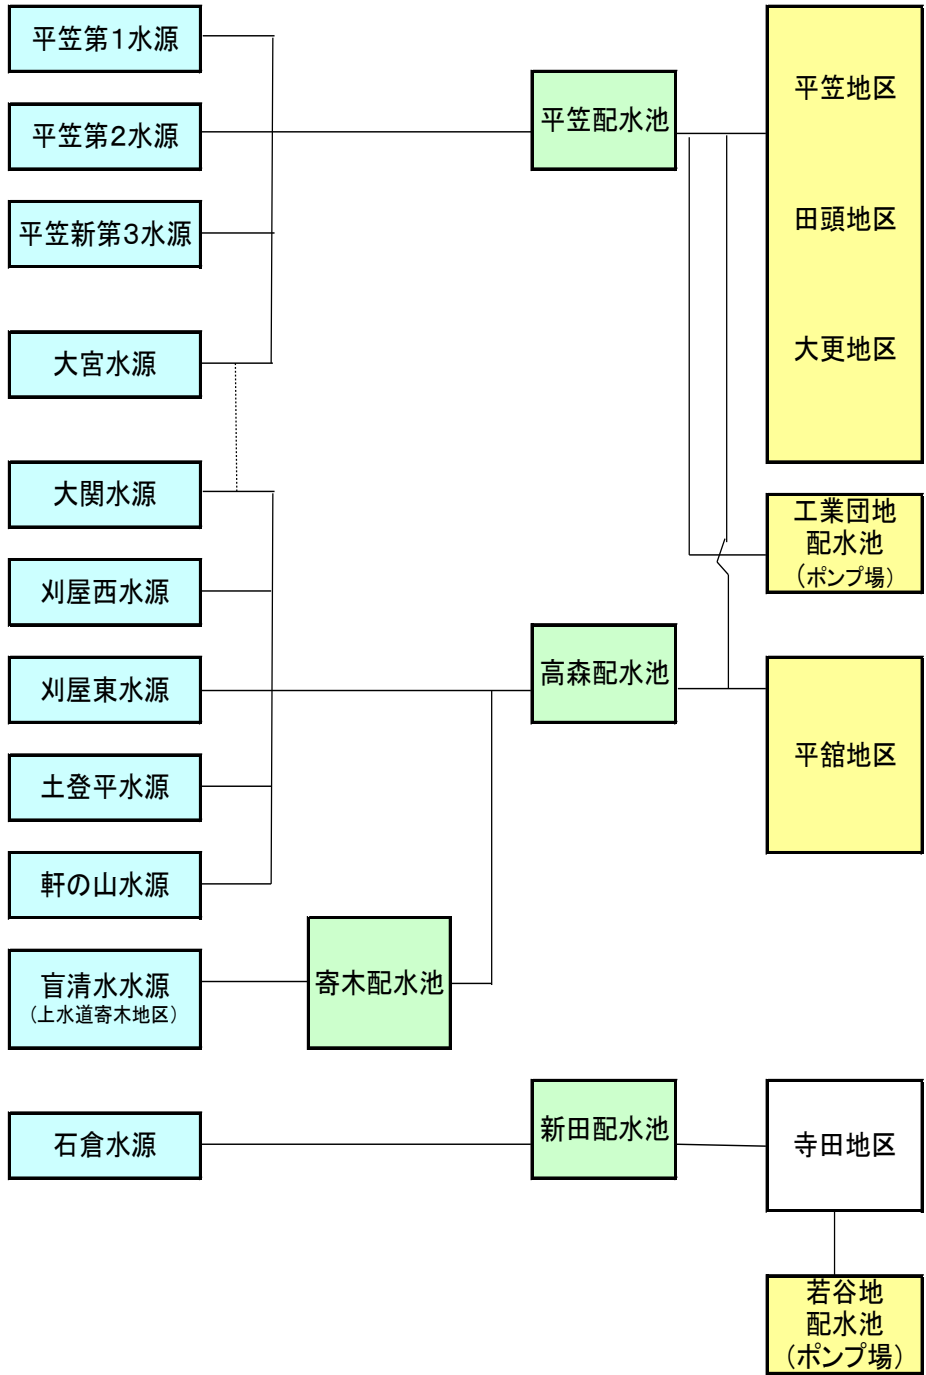 平笠第1水源
平笠第2水源
平笠新第3水源
大宮水源
大関水源
刈屋西水源
刈屋東水源
土登平水源
軒の山水源
盲清水水源
(上水道寄木地区)
石倉水源
平笠配水池
高森配水池
寄木配水池
新田配水池
平笠地区
田頭地区
大更地区
工業団地
配水池
(ポンプ場)
平舘地区
寺田地区
若谷地
配水池
(ポンプ場)